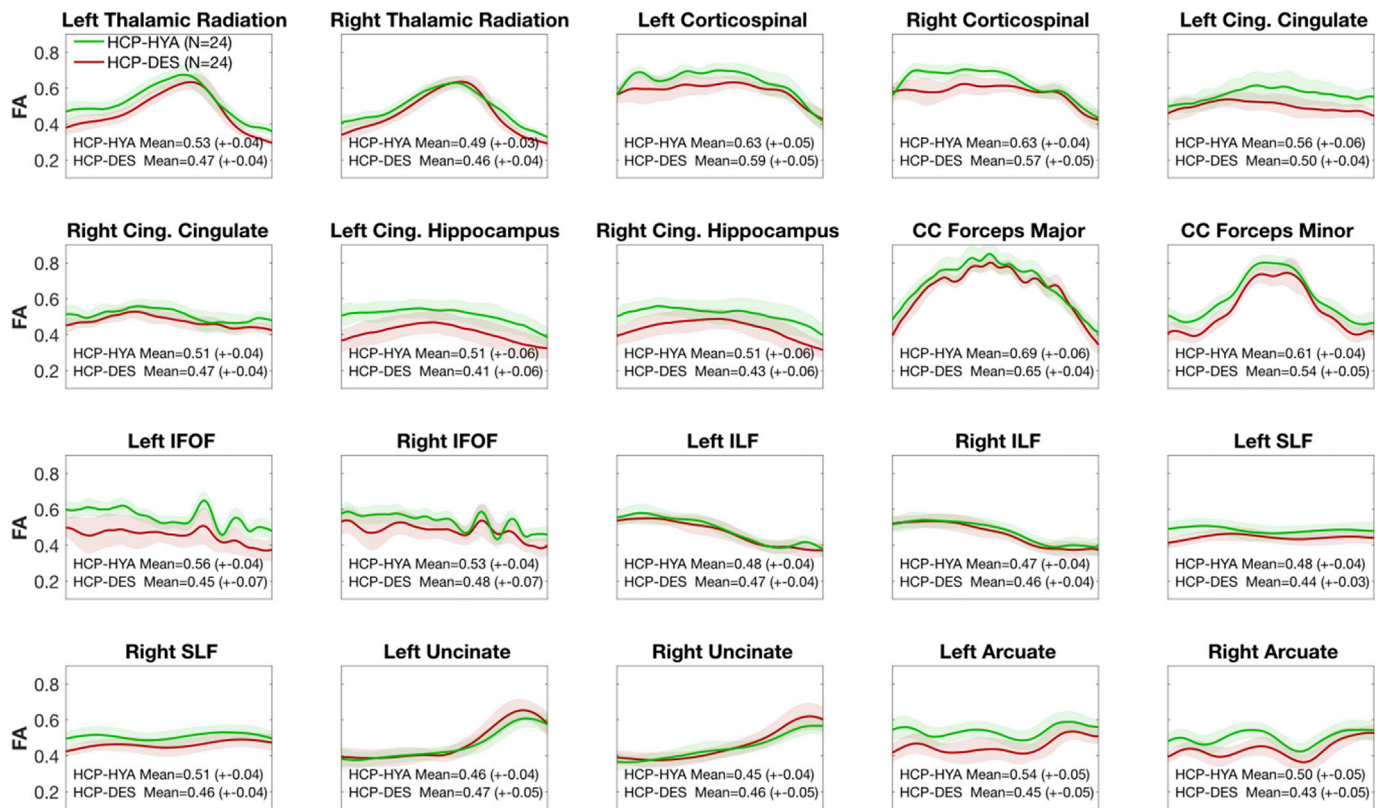 Left Thalamic Radiation
Right Thalamic Radiation
Left Corticospinal
Right Corticospinal
Left Cing. Cingulate
HCP-HYA (N=24)
HCP-DES (N=24)
0.8
0.6
0.4
0.2
FA
HCP-HYA Mean=0.53 (+-0.04)
HCP-DES Mean=0.47 (+-0.04)
HCP-HYA Mean=0.49 (+-0.03)
HCP-DES Mean=0.46 (+-0.04)
HCP-HYA Mean=0.63 (+-0.05)
HCP-DES Mean=0.59 (+-0.05)
HCP-HYA Mean=0.63 (+-0.04)
HCP-DES Mean=0.57 (+-0.05)
HCP-HYA Mean=0.56 (+-0.06)
HCP-DES Mean=0.50 (+-0.04)
Right Cing. Cingulate
Left Cing. Hippocampus
Right Cing. Hippocampus
CC Forceps Major
CC Forceps Minor
0.8
0.6
0.4
0.2
FA
HCP-HYA Mean=0.51 (+-0.04)
HCP-DES Mean=0.47 (+-0.04)
HCP-HYA Mean=0.51 (+-0.06)
HCP-DES Mean=0.41 (+-0.06)
HCP-HYA Mean=0.51 (+-0.06)
HCP-DES Mean=0.43 (+-0.06)
HCP-HYA Mean=0.69 (+-0.06)
HCP-DES Mean=0.65 (+-0.04)
HCP-HYA Mean=0.61 (+-0.04)
HCP-DES Mean=0.54 (+-0.05)
Left IFOF
Right IFOF
Left ILF
Right ILF
Left SLF
0.8
0.6
0.4
0.2
FA
HCP-HYA Mean=0.56 (+-0.04)
HCP-DES Mean=0.45 (+-0.07)
HCP-HYA Mean=0.53 (+-0.04)
HCP-DES Mean=0.48 (+-0.07)
HCP-HYA Mean=0.48 (+-0.04)
HCP-DES Mean=0.47 (+-0.04)
HCP-HYA Mean=0.47 (+-0.04)
HCP-DES Mean=0.46 (+-0.04)
HCP-HYA Mean=0.48 (+-0.04)
HCP-DES Mean=0.44 (+-0.03)
Right SLF
Left Uncinate
Right Uncinate
Left Arcuate
Right Arcuate
0.8
0.6
0.4
0.2
FA
HCP-HYA Mean=0.51 (+-0.04)
HCP-DES Mean=0.46 (+-0.04)
HCP-HYA Mean=0.46 (+-0.04)
HCP-DES Mean=0.47 (+-0.05)
HCP-HYA Mean=0.45 (+-0.04)
HCP-DES Mean=0.46 (+-0.05)
HCP-HYA Mean=0.54 (+-0.05)
HCP-DES Mean=0.45 (+-0.05)
HCP-HYA Mean=0.50 (+-0.05)
HCP-DES Mean=0.43 (+-0.05)